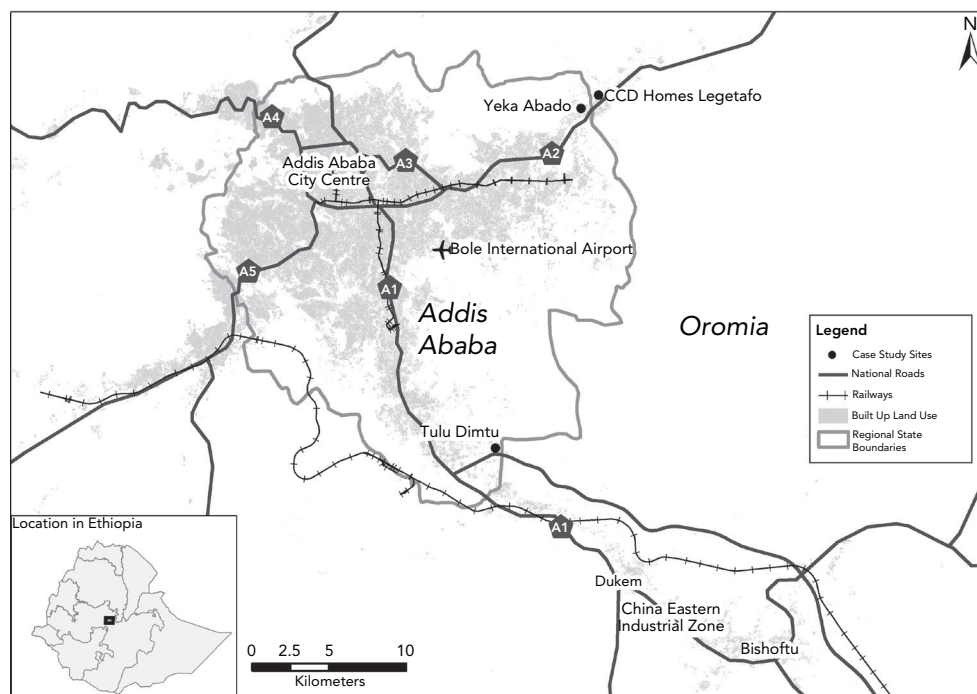 N
CCD Homes Legetafo
Yeka Abado
A4
A2
A3
Addis Ababa
City Centre
Bole International Airport
A5
A1
Addis
Ababa
Oromia
Legend
Case Study Sites
National Roads
Railways
Built Up Land Use
Regional State
Boundaries
Tulu Dimtu
A1
Location in Ethiopia
Dukem
China Eastern
Industrial Zone
Bishoftu
0 2.5 5 10
Kilometers